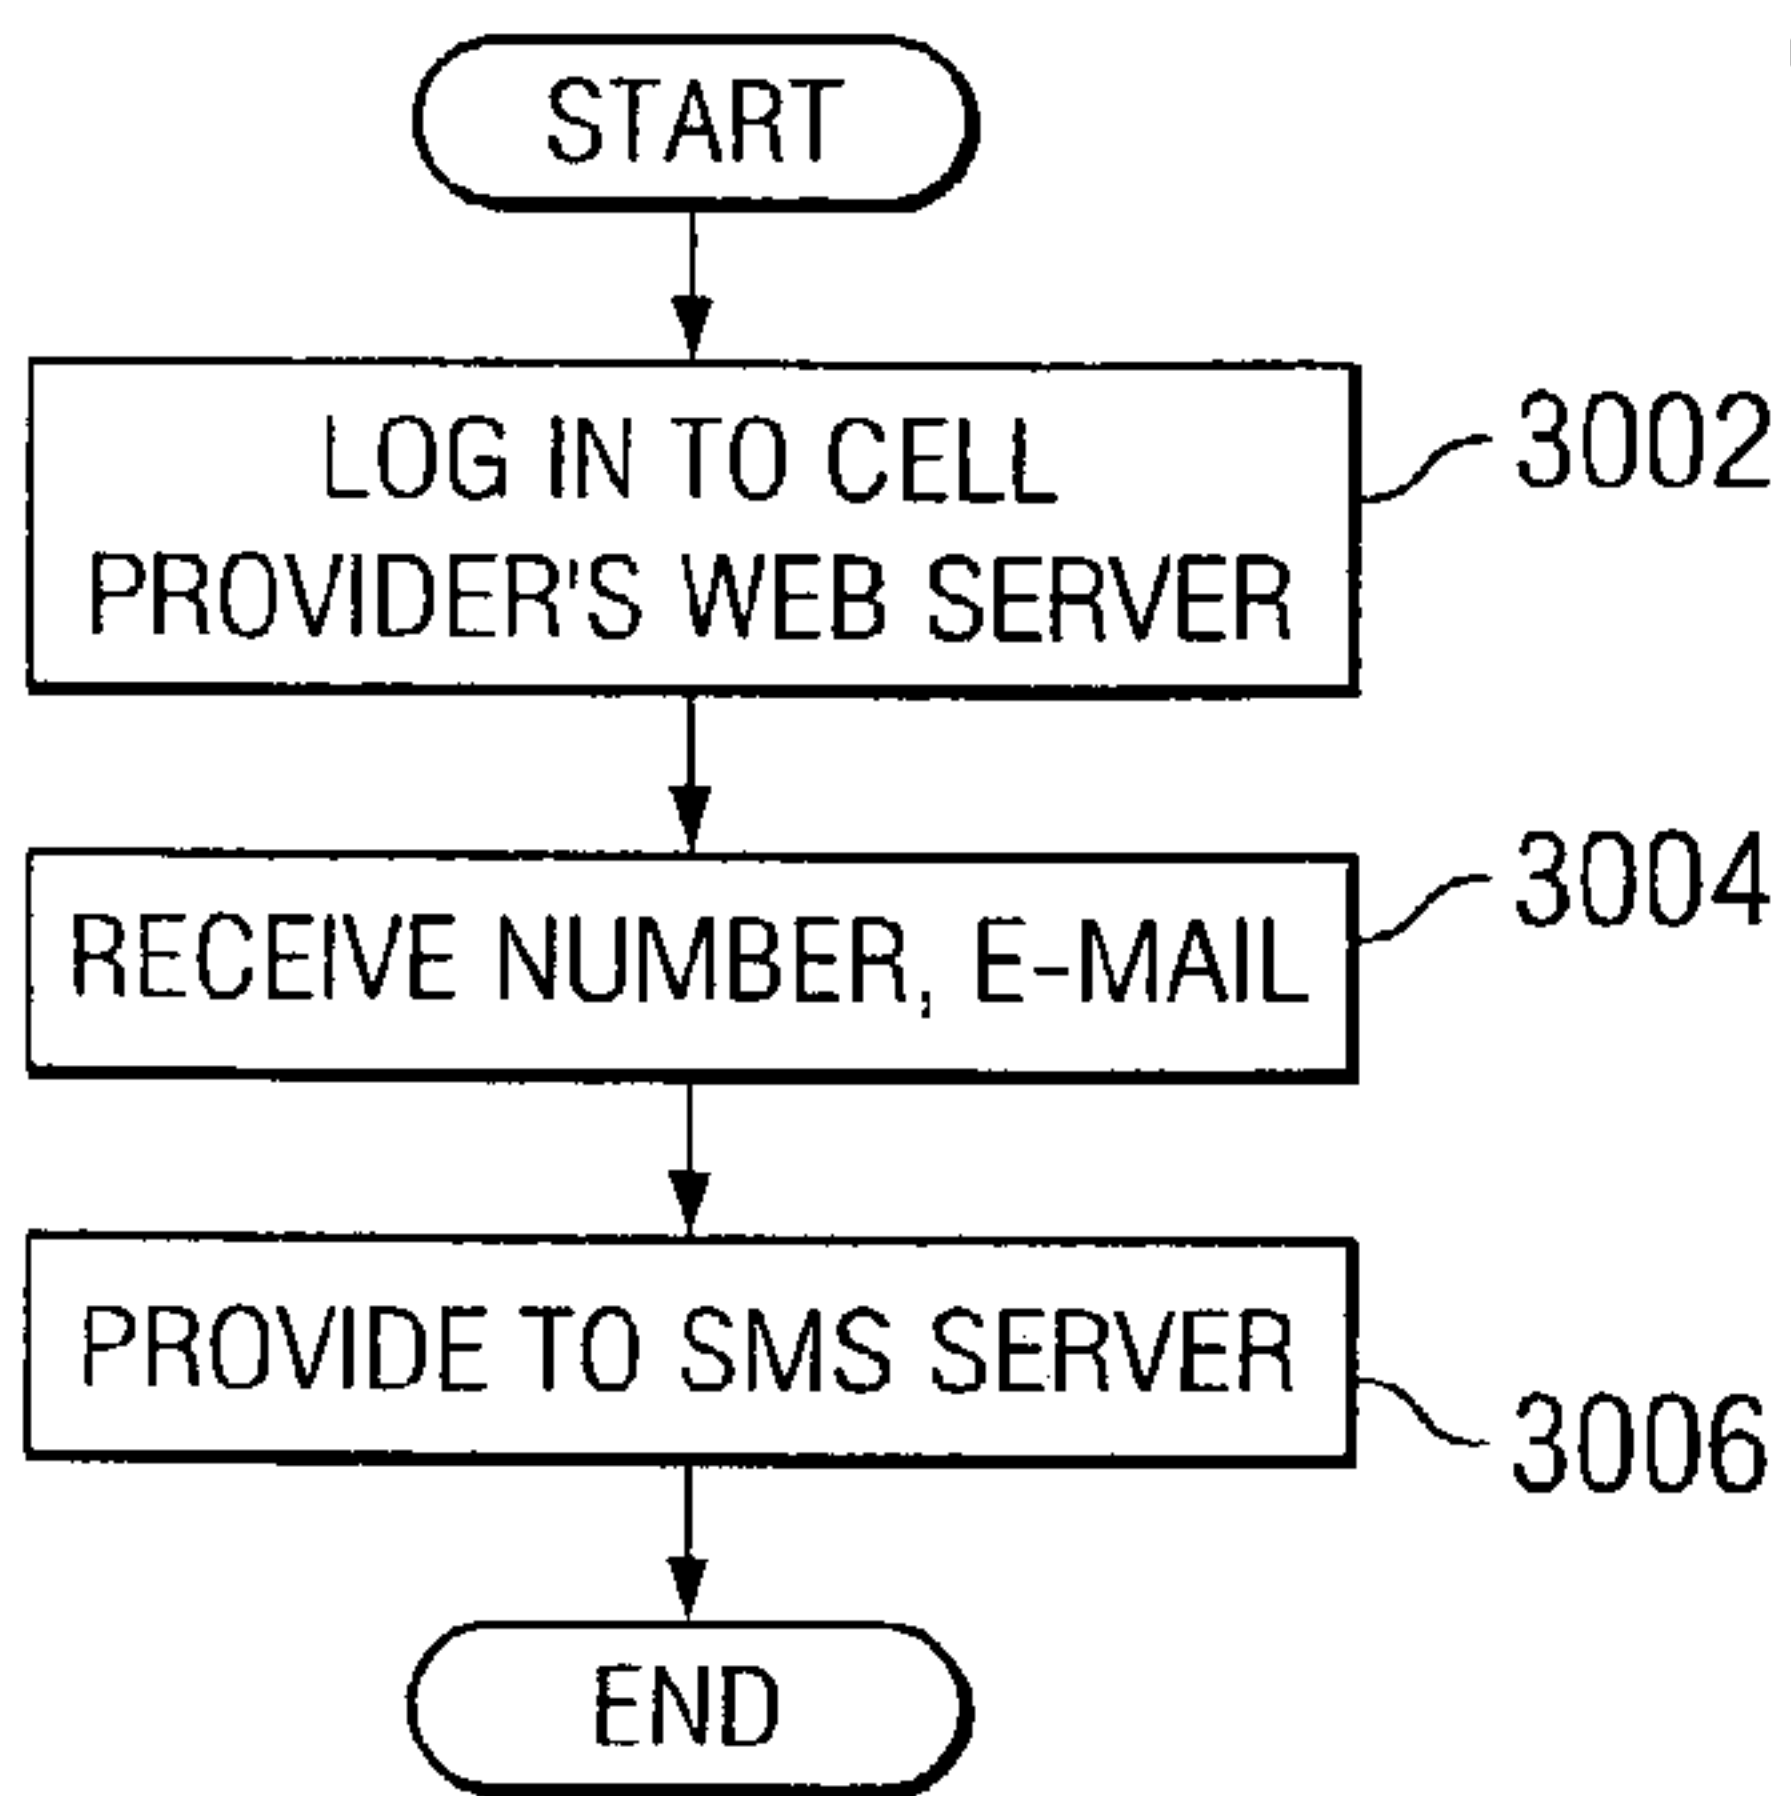 START
LOG IN TO CELL
PROVIDER'S WEB SERVER
3002
RECEIVE NUMBER, E-MAIL
3004
PROVIDE TO SMS SERVER
3006
END